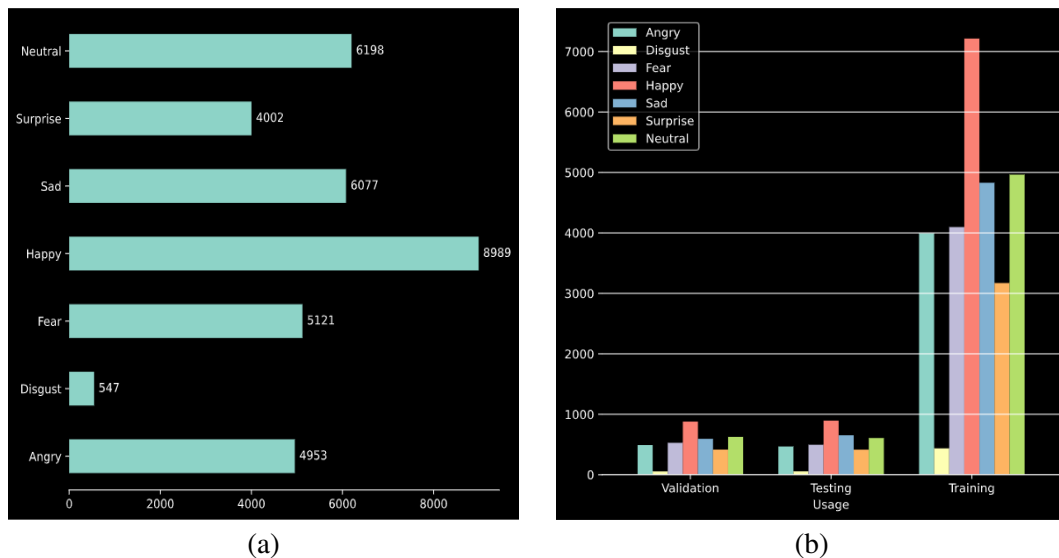 Neutral
6198
Surprise
4002
Sad
6077
Happy
8989
Fear
5121
Disgust
547
Angry
4953
0 2000 4000 6000 8000
(a)
Angry
Disgust
Fear
Happy
Sad
Surprise
Neutral
7000
6000
5000
4000
3000
2000
1000
0
Validation Testing Training
Usage
(b)